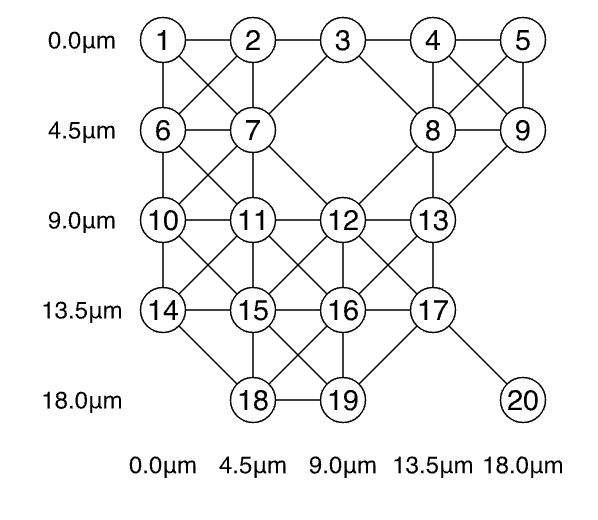 0.0µm 1 2 3 4 5
4.5µm 6 7 8 9
9.0µm 10 11 12 13
13.5µm 14 15 16 17
18.0µm 18 19 20
0.0µm 4.5µm 9.0µm 13.5µm 18.0µm